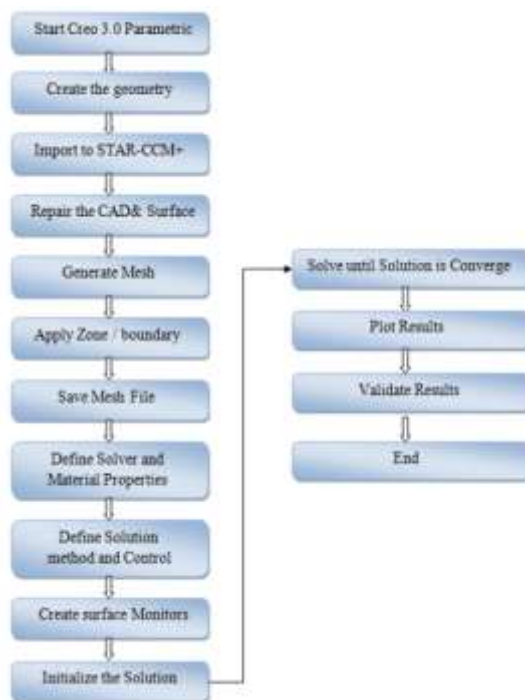 Start Creo 3.0 Parametric
Create the geometry
Import to STAR-CCM+
Repair the CAD& Surface
Generate Mesh
Apply Zone / boundary
Save Mesh File
Define Solver and
Material Properties
Define Solution
method and Control
Create surface Monitors
Initialize the Solution
Solve until Solution is Converge
Plot Results
Validate Results
End